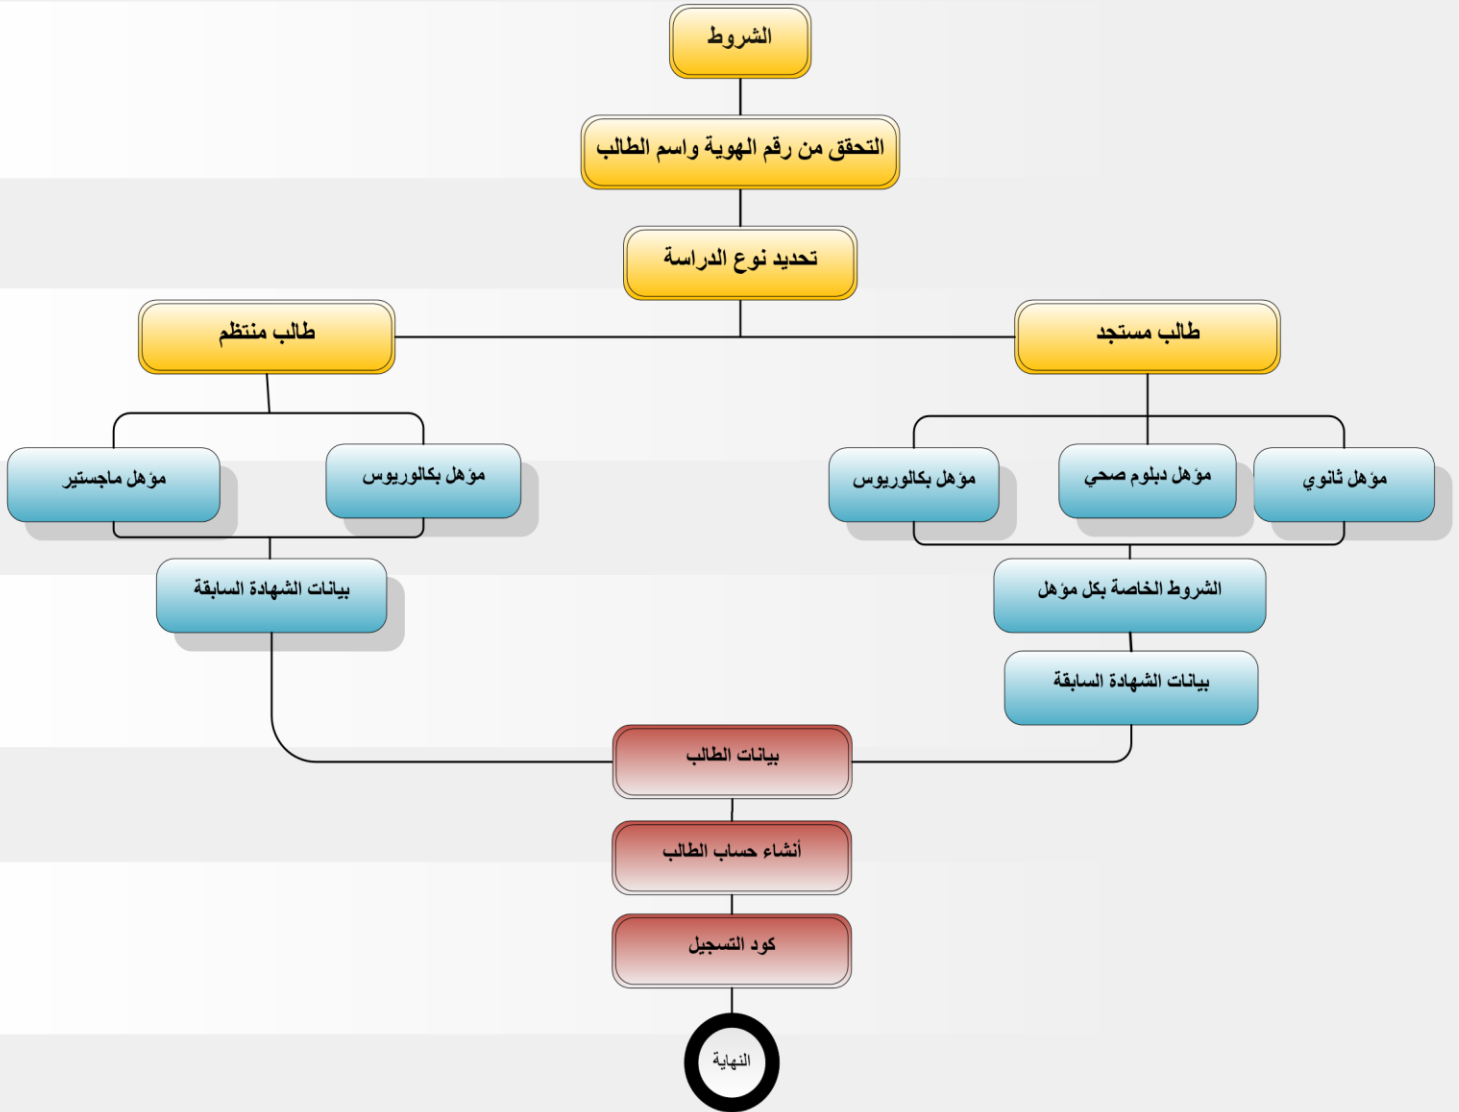 الشروط
التحقق من رقم الهوية واسم الطالب
تحديد نوع الدراسة
طالب مستجد
طالب منتظم
مؤهل ثانوي
مؤهل دبلوم صحي
مؤهل بكالوريوس
مؤهل بكالوريوس
مؤهل ماجستير
الشروط الخاصة بكل مؤهل
بيانات الشهادة السابقة
بيانات الشهادة السابقة
بيانات الطالب
أنشاء حساب الطالب
كود التسجيل
النهاية